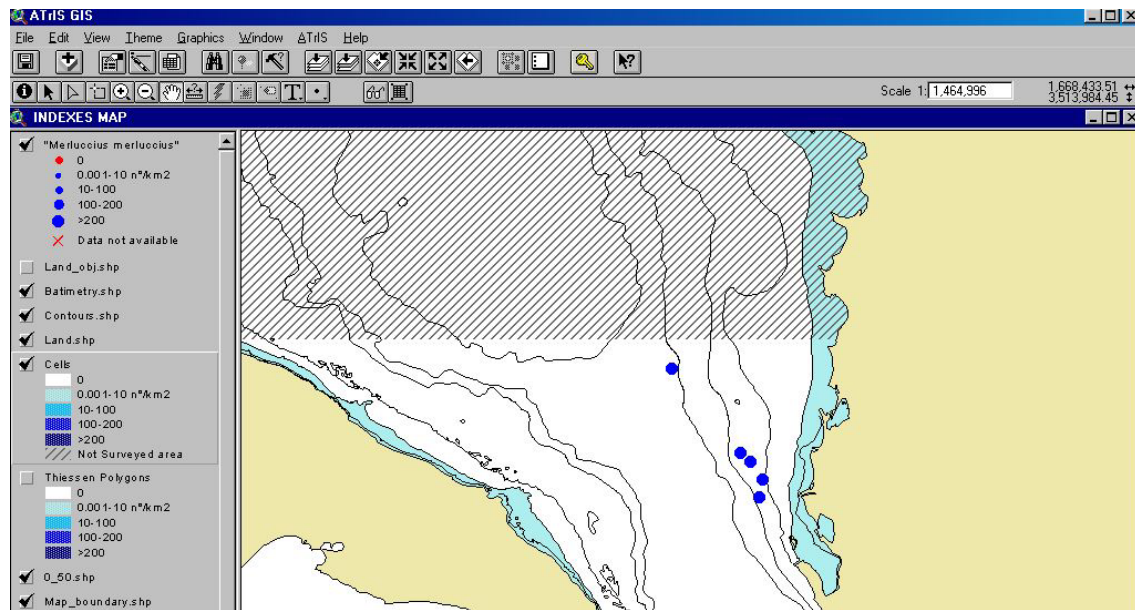 ATrIS GIS
File Edit View Theme Graphics Window ATrIS Help
Scale 1: 1,464,996
1,668,433.51
3,513,984.45
INDEXES MAP
"Merluccius merluccius"
0
0.001-10 nº/km2
10-100
100-200
>200
Data not available
Land_obj.shp
Batimetry.shp
Contours.shp
Land.shp
Cells
0
0.001-10 nº/km2
10-100
100-200
>200
Not Surveyed area
Thiessen Polygons
0
0.001-10 nº/km2
10-100
100-200
>200
0_50.shp
Map_boundary.shp